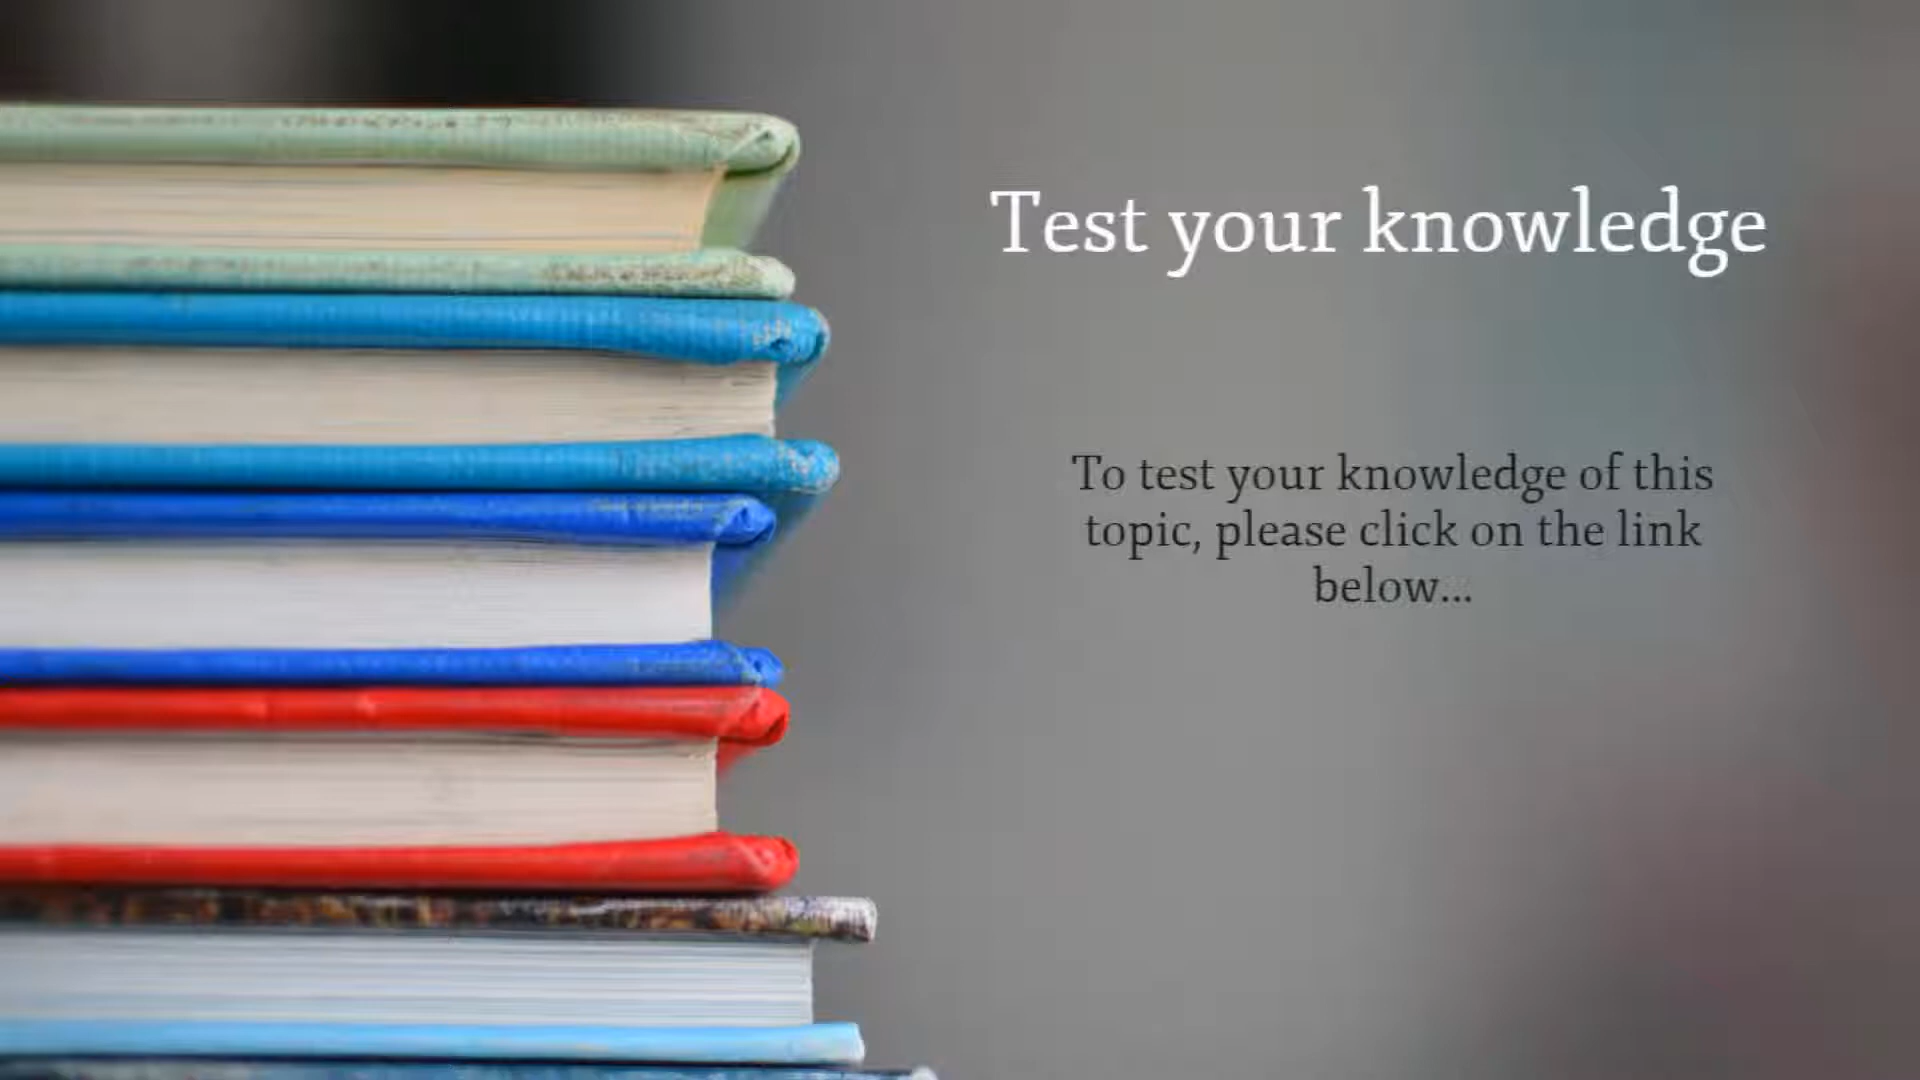 Test your knowledge
To test your knowledge of this
topic, please click on the link
below...